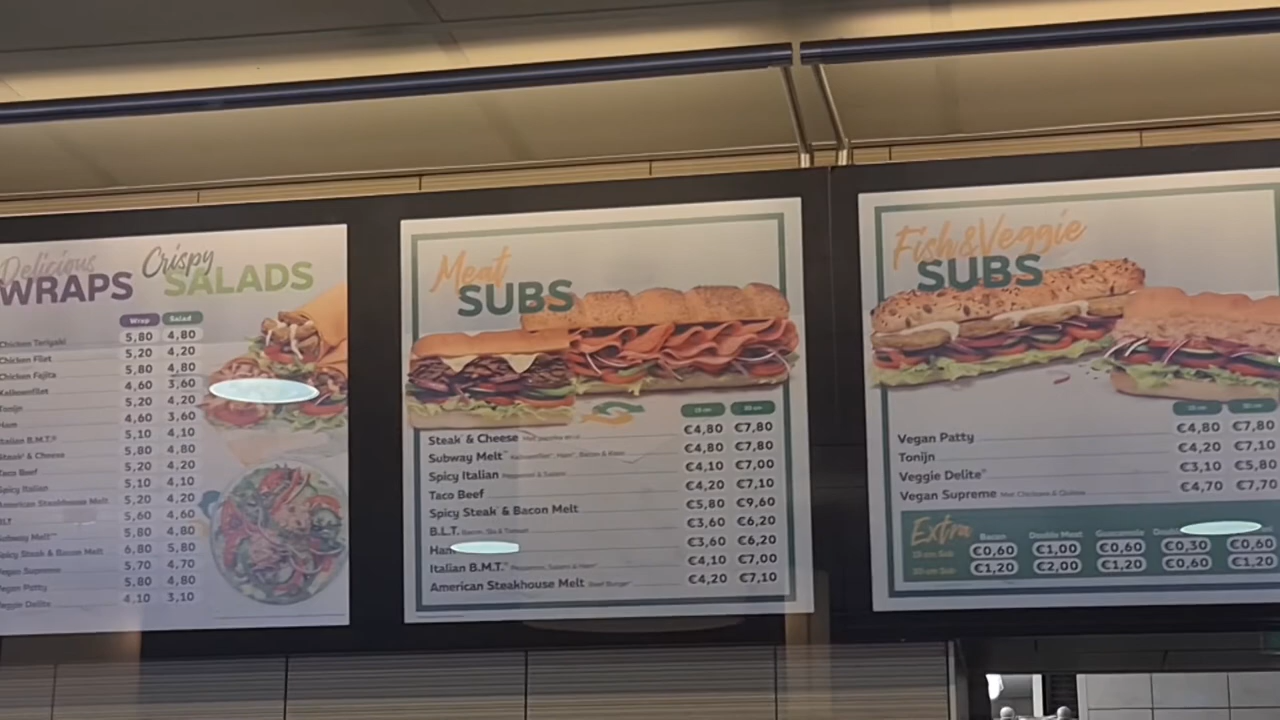 Delicious Crispy
WRAPS SALADS
Wrap Salad
Chicken Teriyaki 5,80 4,80
Chicken Filet 5,20 4,20
Chicken Fajita 5,80 4,80
Kalkoenfilet 4,60 3,60
Tonijn 5,20 4,20
Ham 4,60 3,60
Italian B.M.T.® 5,10 4,10
Steak & Cheese 5,80 4,80
Taco Beef 5,20 4,20
Spicy Italian 5,10 4,10
American Steakhouse Melt 5,20 4,20
BLT 5,60 4,60
Subway Melt™ 5,80 4,80
Spicy Steak & Bacon Melt 6,80 5,80
Vegan Supreme 5,70 4,70
Vegan Patty 5,80 4,80
Veggie Delite 4,10 3,10
Meat
SUBS
15 cm 30 cm
Steak & Cheese €4,80 €7,80
Subway Melt™ Kalkoenfilet, Ham, Bacon & Kaas €4,80 €7,80
Spicy Italian Pepperoni & Salami €4,10 €7,00
Taco Beef €4,20 €7,10
Spicy Steak & Bacon Melt €5,80 €9,60
B.L.T. Bacon, Sla & Tomaat €3,60 €6,20
Ham €3,60 €6,20
Italian B.M.T.® Pepperoni, Salami & Ham €4,10 €7,00
American Steakhouse Melt Beef Burger €4,20 €7,10
Fish&Veggie
SUBS
15 cm 30 cm
Vegan Patty €4,80 €7,80
Tonijn €4,20 €7,10
Veggie Delite® €3,10 €5,80
Vegan Supreme €4,70 €7,70
Extra Bacon Double Meat Guacamole
15 cm Sub €0,60 €1,00 €0,60 €0,30 €0,60
30 cm Sub €1,20 €2,00 €1,20 €0,60 €1,20